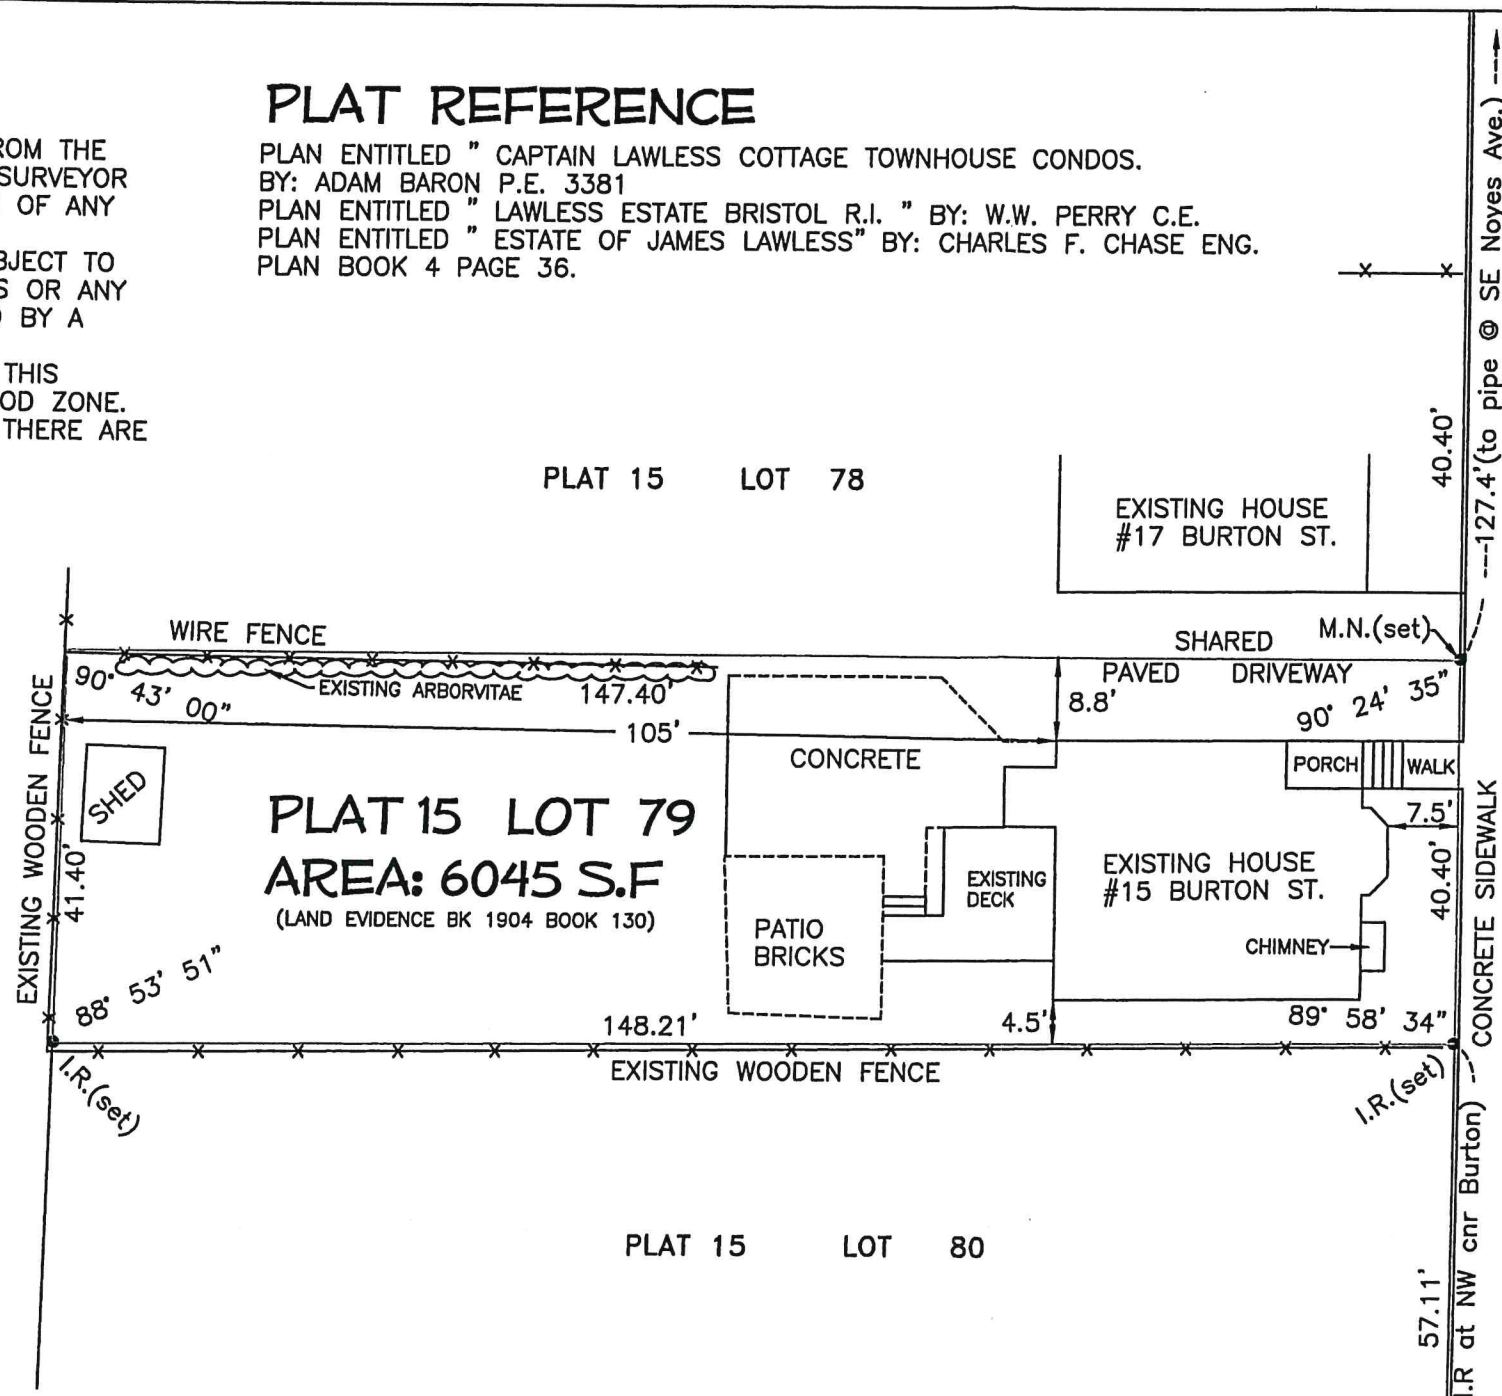 ROM THE
SURVEYOR
OF ANY
BJECT TO
S OR ANY
BY A
THIS
OD ZONE.
THERE ARE
PLAT REFERENCE
PLAN ENTITLED " CAPTAIN LAWLESS COTTAGE TOWNHOUSE CONDOS.
BY: ADAM BARON P.E. 3381
PLAN ENTITLED " LAWLESS ESTATE BRISTOL R.I. " BY: W.W. PERRY C.E.
PLAN ENTITLED " ESTATE OF JAMES LAWLESS" BY: CHARLES F. CHASE ENG.
PLAN BOOK 4 PAGE 36.
127.4'(to pipe @ SE Noyes Ave.)
40.40'
PLAT 15 LOT 78
EXISTING HOUSE
#17 BURTON ST.
M.N.(set)
WIRE FENCE
SHARED
PAVED DRIVEWAY
EXISTING ARBORVITAE
147.40'
90° 43' 00"
105'
8.8'
90° 24' 35"
EXISTING WOODEN FENCE
SHED
CONCRETE
PORCH
WALK
7.5'
PLAT 15 LOT 79
AREA: 6045 S.F
(LAND EVIDENCE BK 1904 BOOK 130)
41.40'
EXISTING
DECK
EXISTING HOUSE
#15 BURTON ST.
40.40'
CONCRETE SIDEWALK
PATIO
BRICKS
CHIMNEY
88° 53' 51"
148.21'
4.5'
89° 58' 34"
EXISTING WOODEN FENCE
I.R.(set)
I.R.(set)
PLAT 15 LOT 80
57.11'
I.R at NW cnr Burton)